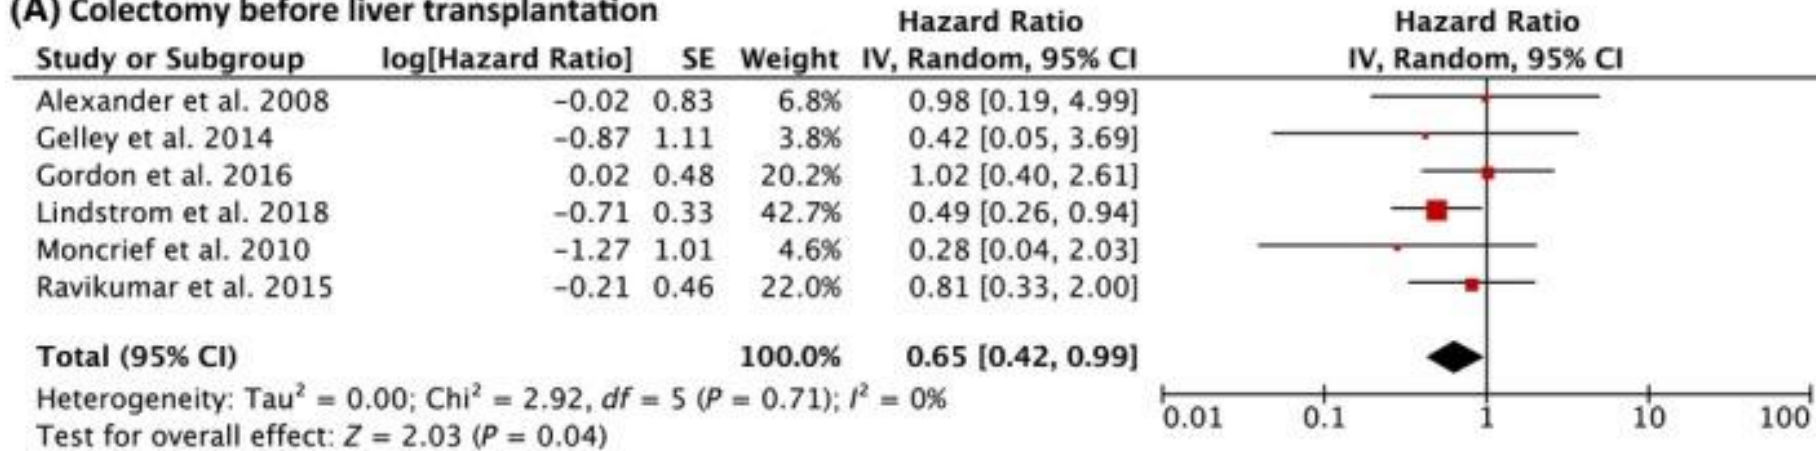 (A) Colectomy before liver transplantation
Hazard Ratio Hazard Ratio
Study or Subgroup log[Hazard Ratio] SE Weight IV, Random, 95% CI IV, Random, 95% CI
Alexander et al. 2008 −0.02 0.83 6.8% 0.98 [0.19, 4.99]
Gelley et al. 2014 −0.87 1.11 3.8% 0.42 [0.05, 3.69]
Gordon et al. 2016 0.02 0.48 20.2% 1.02 [0.40, 2.61]
Lindstrom et al. 2018 −0.71 0.33 42.7% 0.49 [0.26, 0.94]
Moncrief et al. 2010 −1.27 1.01 4.6% 0.28 [0.04, 2.03]
Ravikumar et al. 2015 −0.21 0.46 22.0% 0.81 [0.33, 2.00]
Total (95% CI) 100.0% 0.65 [0.42, 0.99]
Heterogeneity: Tau² = 0.00; Chi² = 2.92, df = 5 (P = 0.71); I² = 0%
Test for overall effect: Z = 2.03 (P = 0.04)
0.01 0.1 1 10 100